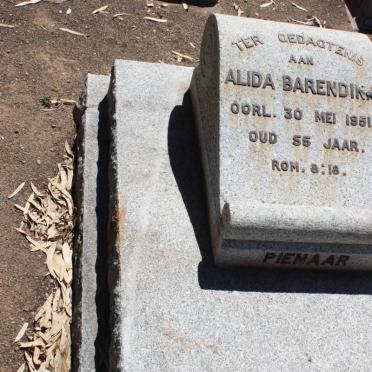 TER GEDAGTENIS
AAN
ALIDA BARENDINA
OORL. 30 MEI 1951
OUD 55 JAAR.
ROM. 8:18.
PIENAAR